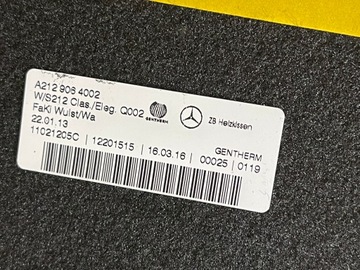 A212 906 4002
W/S212 Clas./Eleg. Q002
FaKi Wulst/Wa
22.01.13
GENTHERM
ZB Heizkissen
GENTHERM
11021205C | 12201515 | 16.03.16 | 00025 | 0119